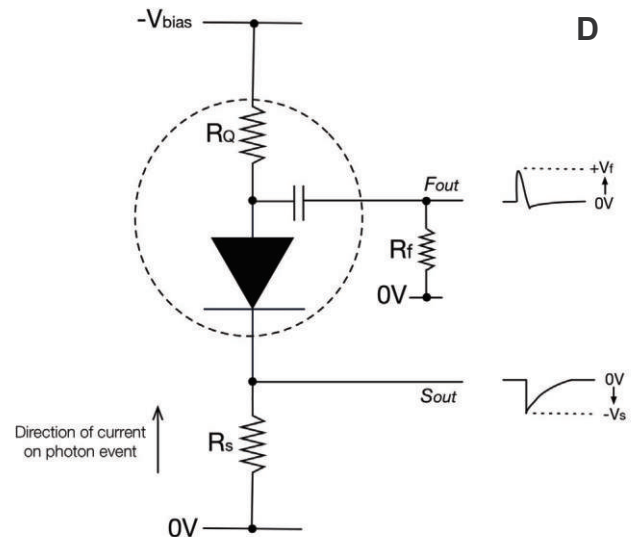 -Vbias
D
RQ
Fout
+Vf
0V
Rf
0V
Sout
0V
-Vs
Direction of current
on photon event
Rs
0V